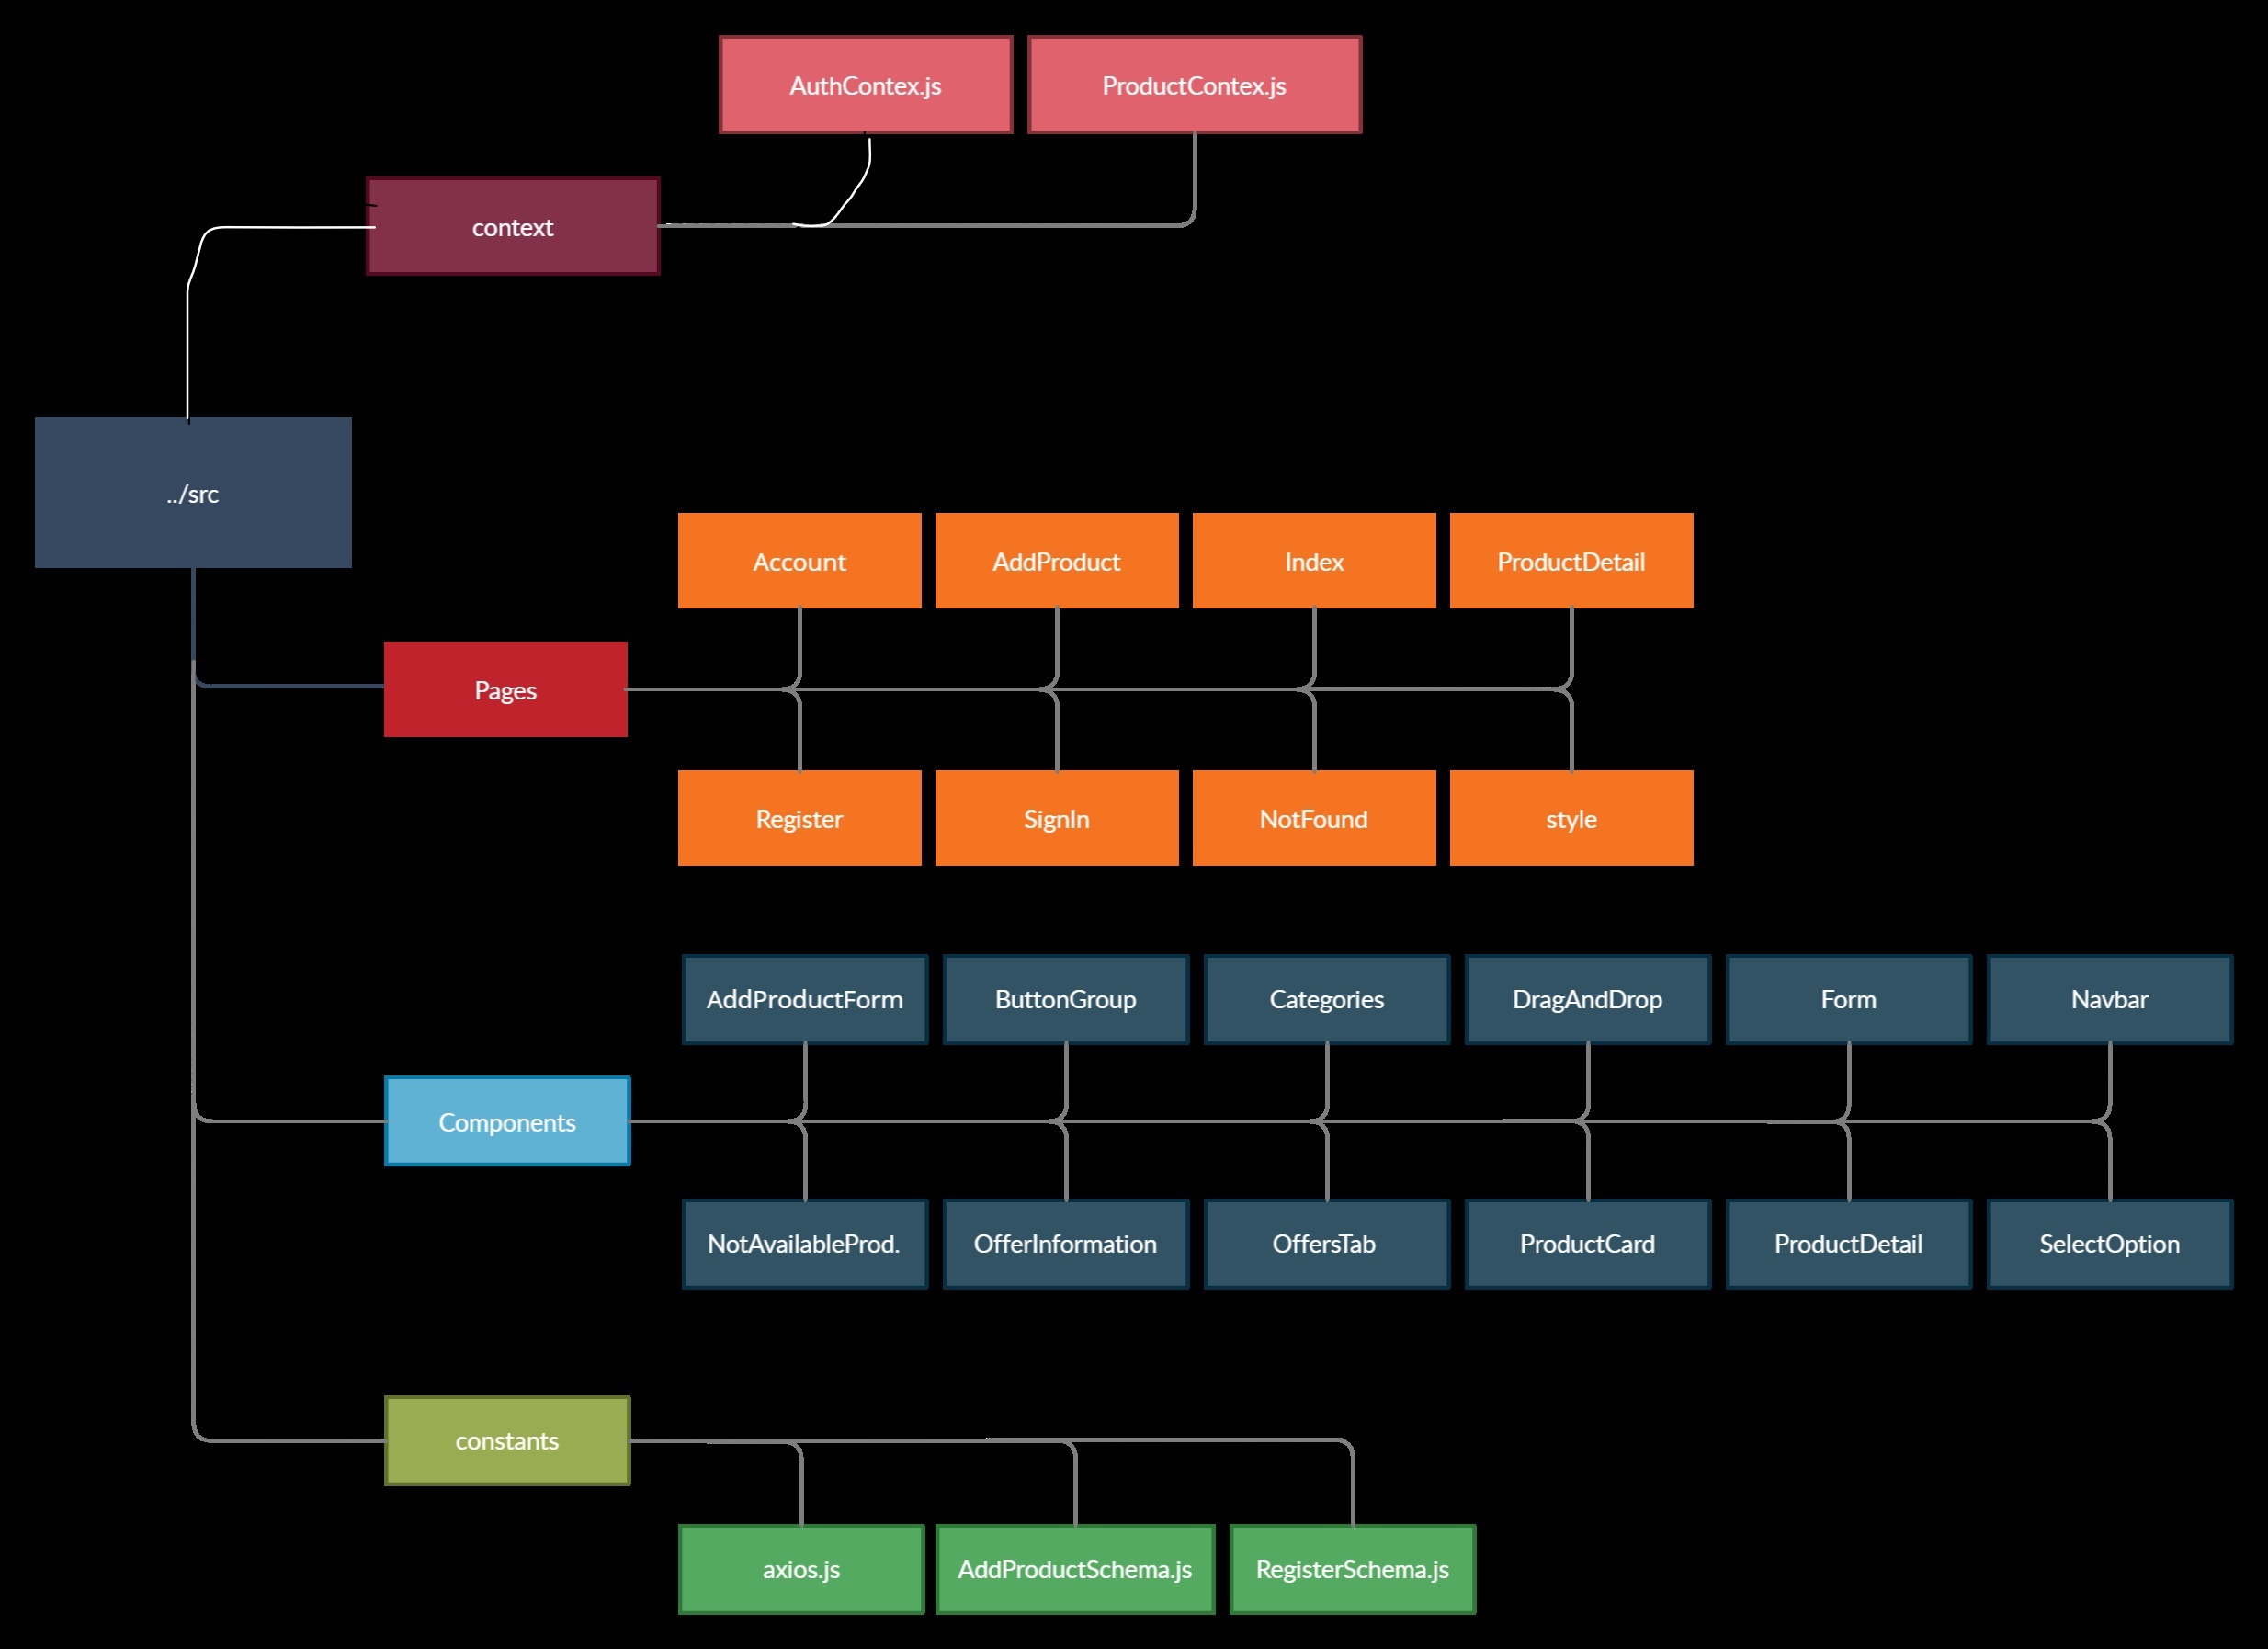 AuthContex.js
ProductContex.js
context
../src
Account
AddProduct
Index
ProductDetail
Pages
Register
SignIn
NotFound
style
AddProductForm
ButtonGroup
Categories
DragAndDrop
Form
Navbar
Components
NotAvailableProd.
OfferInformation
OffersTab
ProductCard
ProductDetail
SelectOption
constants
axios.js
AddProductSchema.js
RegisterSchema.js